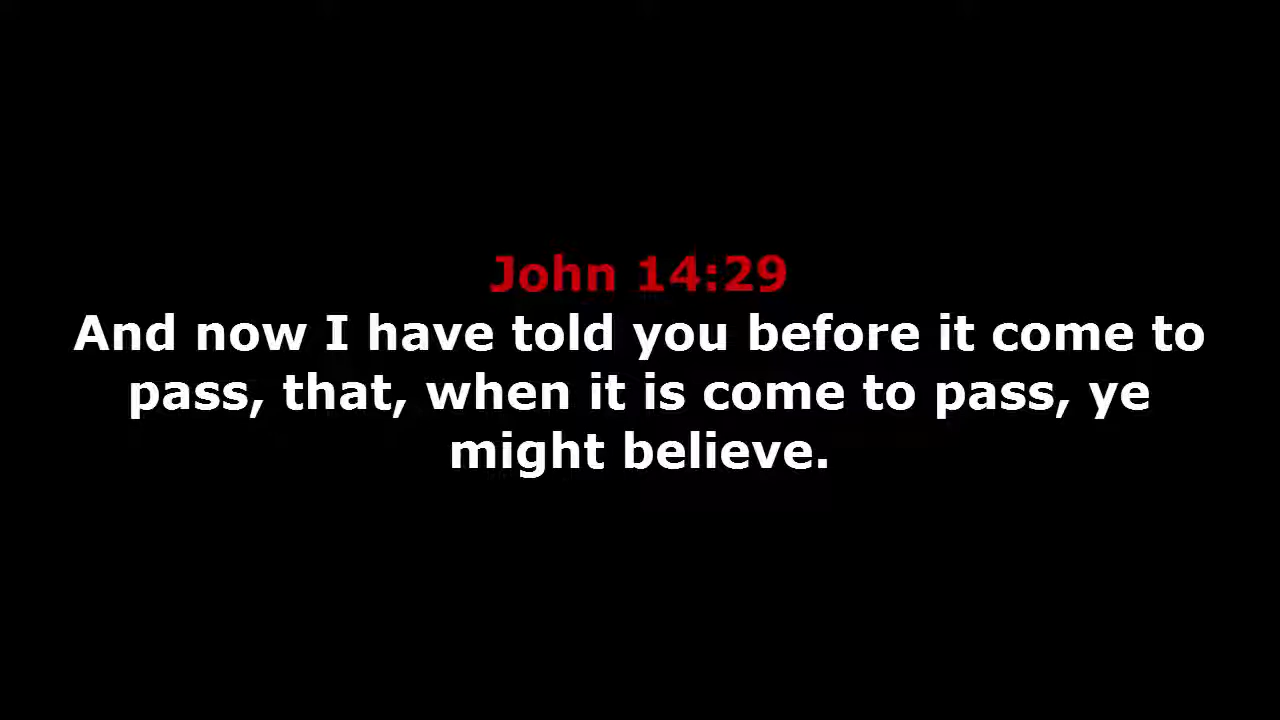 John 14:29
And now I have told you before it come to
pass, that, when it is come to pass, ye
might believe.